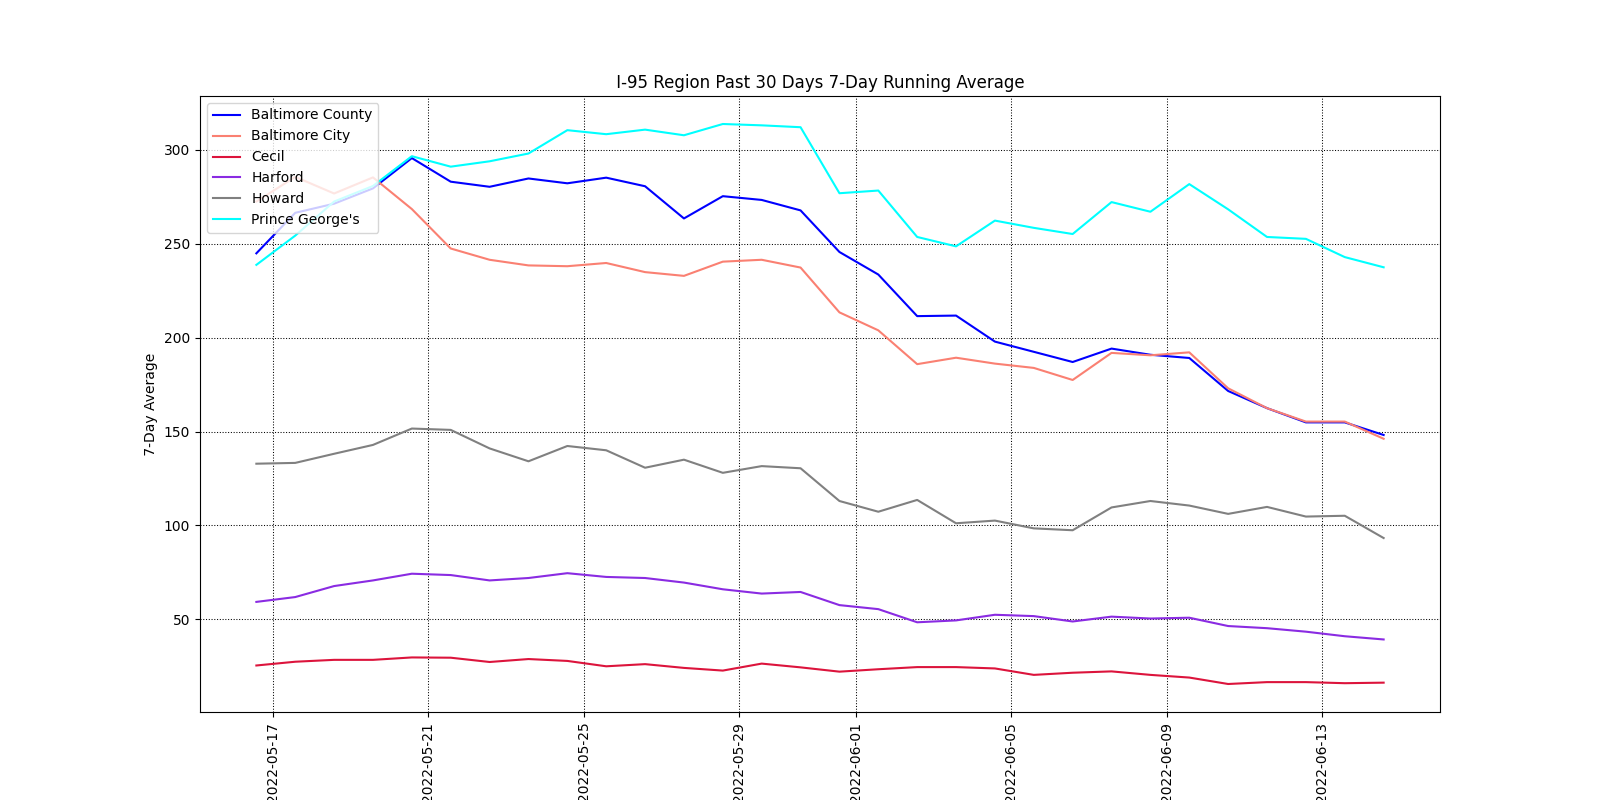 I-95 Region Past 30 Days 7-Day Running Average
Baltimore County
Baltimore City
Cecil
Harford
Howard
Prince George's
300
250
200
150
100
50
7-Day Average
2022-05-17
2022-05-21
2022-05-25
2022-05-29
2022-06-01
2022-06-05
2022-06-09
2022-06-13